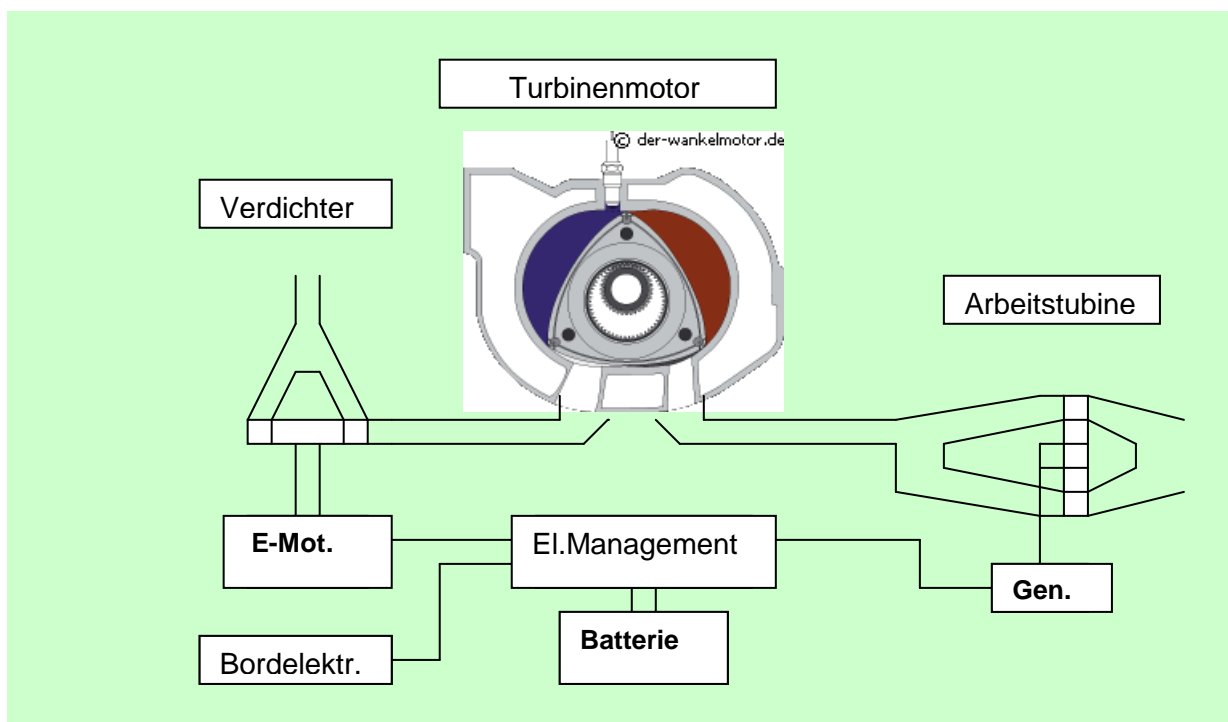 Turbinenmotor
© der-wankelmotor.de
Verdichter
Arbeitstubine
E-Mot.
El.Management
Gen.
Batterie
Bordelektr.